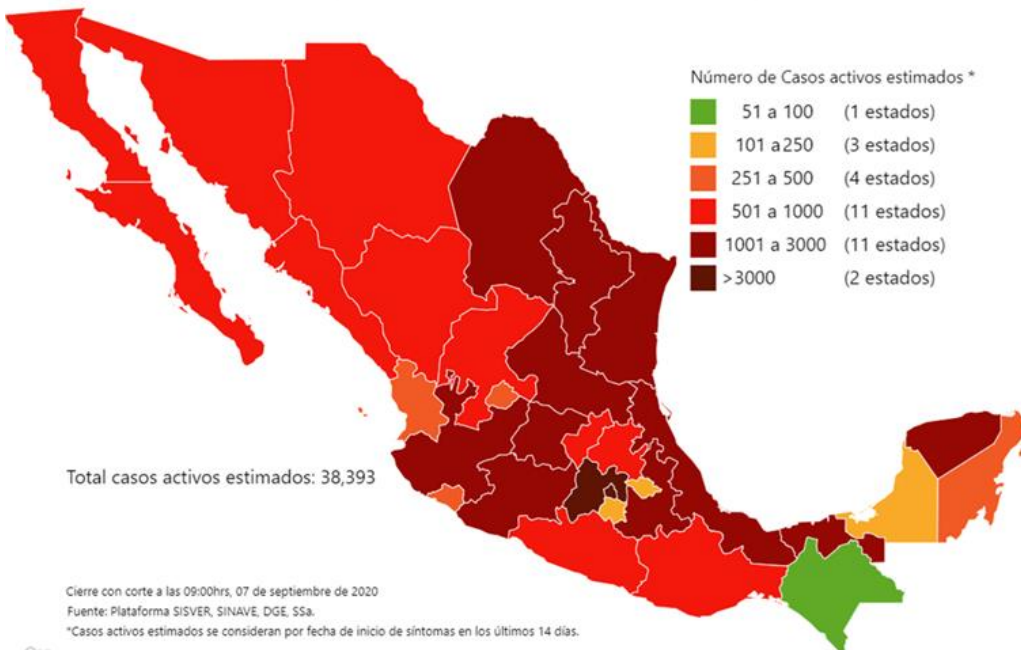 Número de Casos activos estimados *
51 a 100 (1 estados)
101 a250 (3 estados)
251 a 500 (4 estados)
501 a 1000 (11 estados)
1001 a 3000 (11 estados)
>3000 (2 estados)
Total casos activos estimados: 38,393
Cierre con corte a las 09:00hrs, 07 de septiembre de 2020
Fuente: Plataforma SISVER, SINAVE, DGE, SSa.
*Casos activos estimados se consideran por fecha de inicio de síntomas en los últimos 14 días.